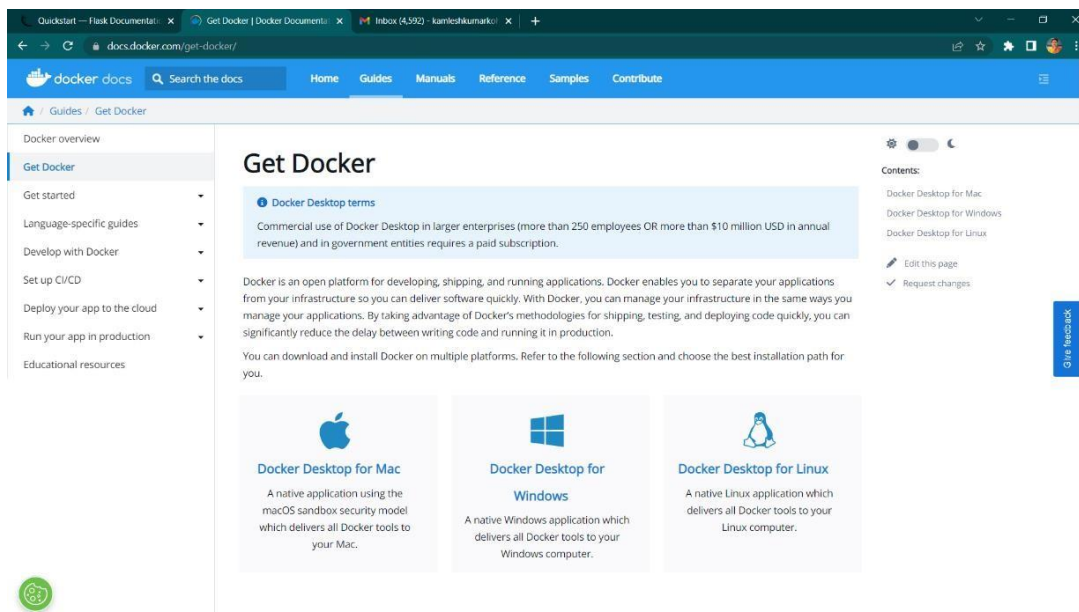 Quickstart — Flask Documentati
Get Docker | Docker Documenta
Inbox (4,592) - kamleshkumarkol
docs.docker.com/get-docker/
docker docs
Search the docs
Home
Guides
Manuals
Reference
Samples
Contribute
/ Guides / Get Docker
Docker overview
Get Docker
Get started
Language-specific guides
Develop with Docker
Set up CI/CD
Deploy your app to the cloud
Run your app in production
Educational resources
Get Docker
Docker Desktop terms
Commercial use of Docker Desktop in larger enterprises (more than 250 employees OR more than $10 million USD in annual
revenue) and in government entities requires a paid subscription.
Docker is an open platform for developing, shipping, and running applications. Docker enables you to separate your applications
from your infrastructure so you can deliver software quickly. With Docker, you can manage your infrastructure in the same ways you
manage your applications. By taking advantage of Docker's methodologies for shipping, testing, and deploying code quickly, you can
significantly reduce the delay between writing code and running it in production.
You can download and install Docker on multiple platforms. Refer to the following section and choose the best installation path for
you.
Docker Desktop for Mac
A native application using the
macOS sandbox security model
which delivers all Docker tools to
your Mac.
Docker Desktop for
Windows
A native Windows application which
delivers all Docker tools to your
Windows computer.
Docker Desktop for Linux
A native Linux application which
delivers all Docker tools to your
Linux computer.
Contents:
Docker Desktop for Mac
Docker Desktop for Windows
Docker Desktop for Linux
Edit this page
Request changes
Give feedback